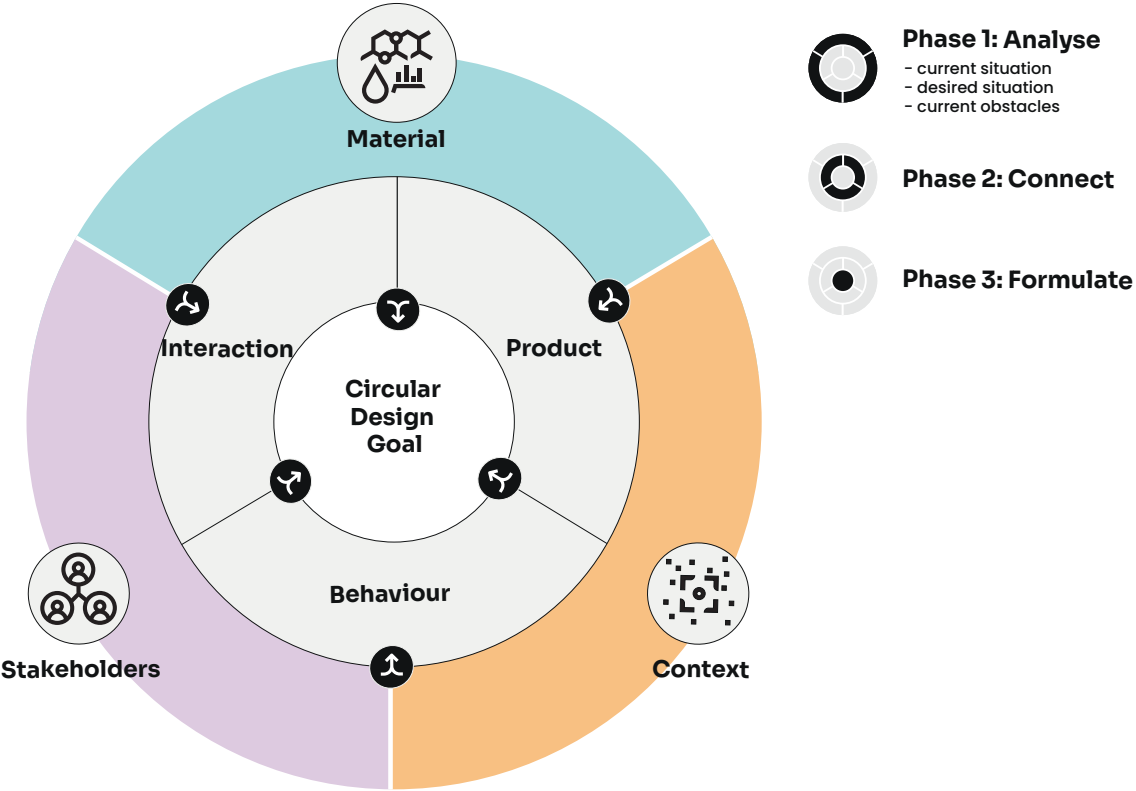 Material
Interaction
Product
Circular
Design
Goal
Behaviour
Stakeholders
Context
Phase 1: Analyse
- current situation
- desired situation
- current obstacles
Phase 2: Connect
Phase 3: Formulate